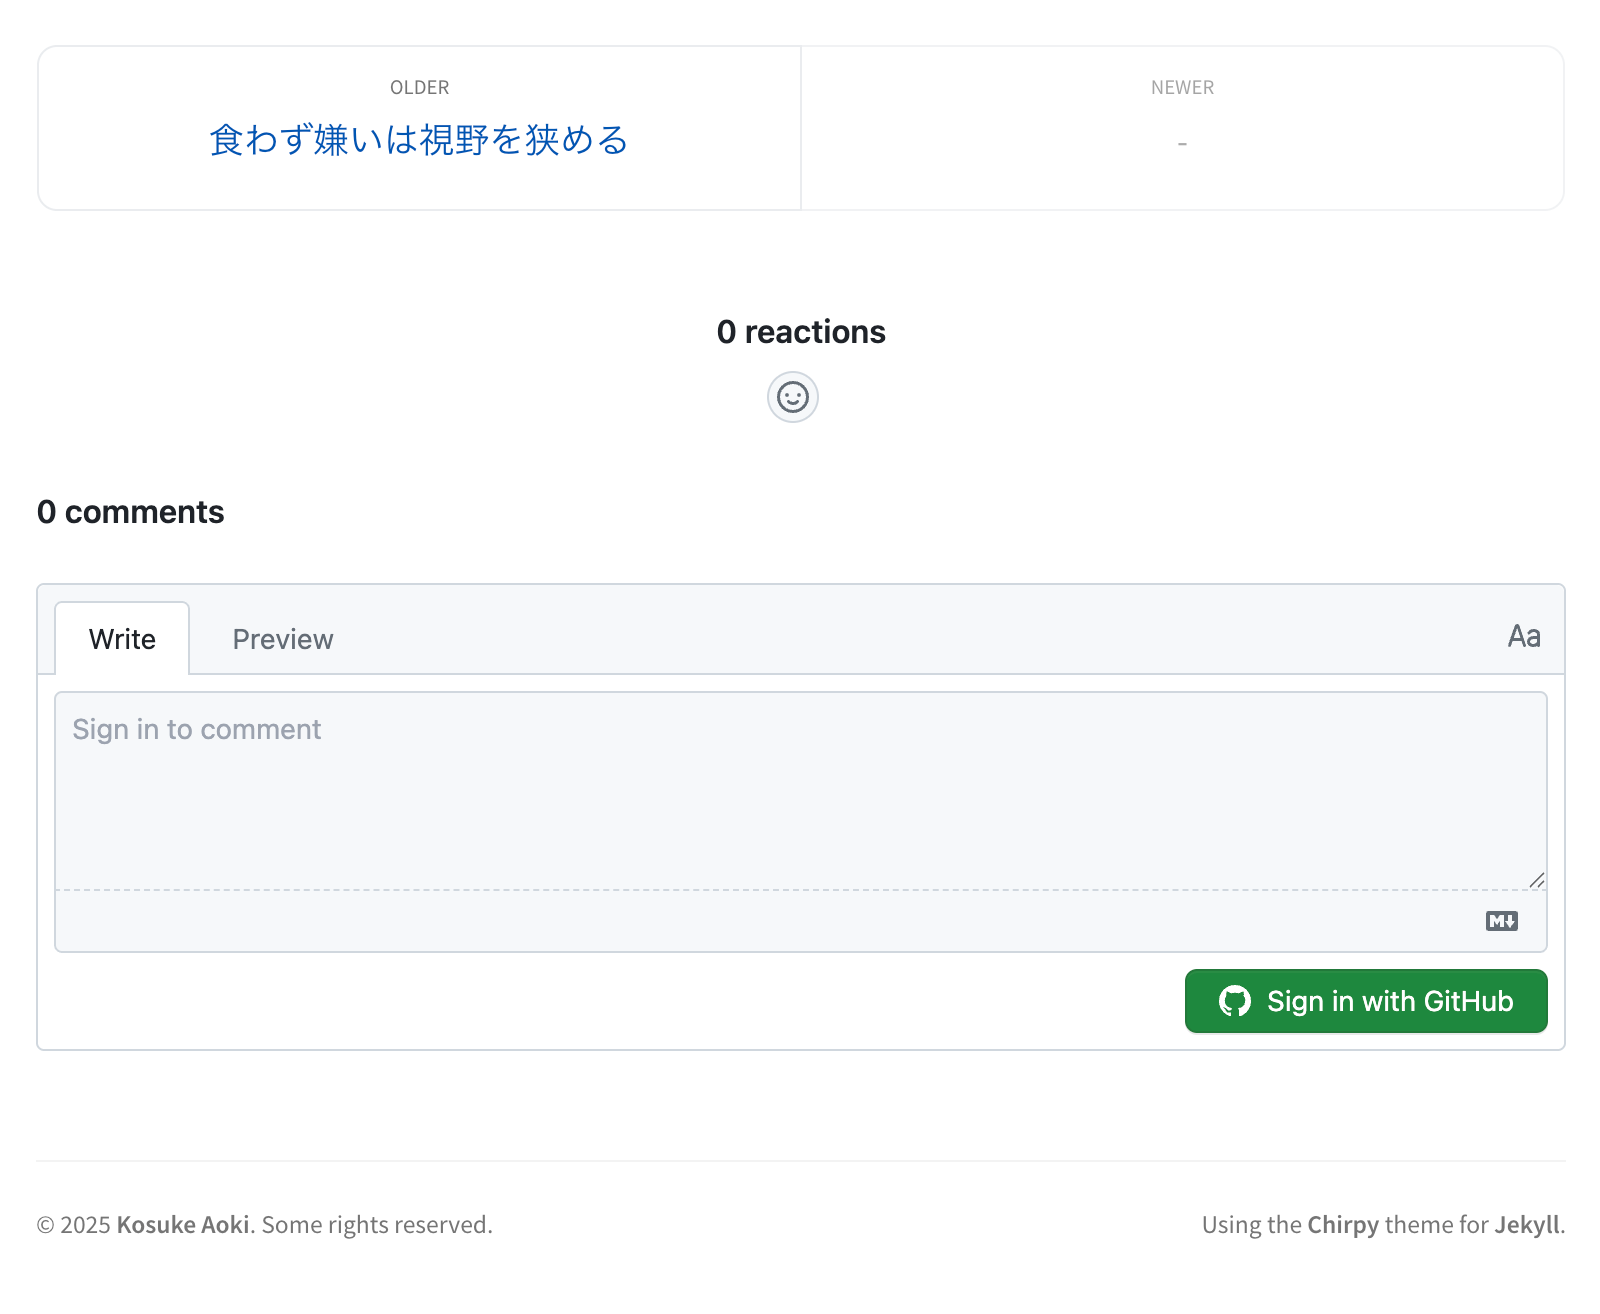 OLDER
食わず嫌いは視野を狭める
NEWER
-
0 reactions
0 comments
Write
Preview
Aa
Sign in to comment
M↓
Sign in with GitHub
© 2025 Kosuke Aoki. Some rights reserved.
Using the Chirpy theme for Jekyll.